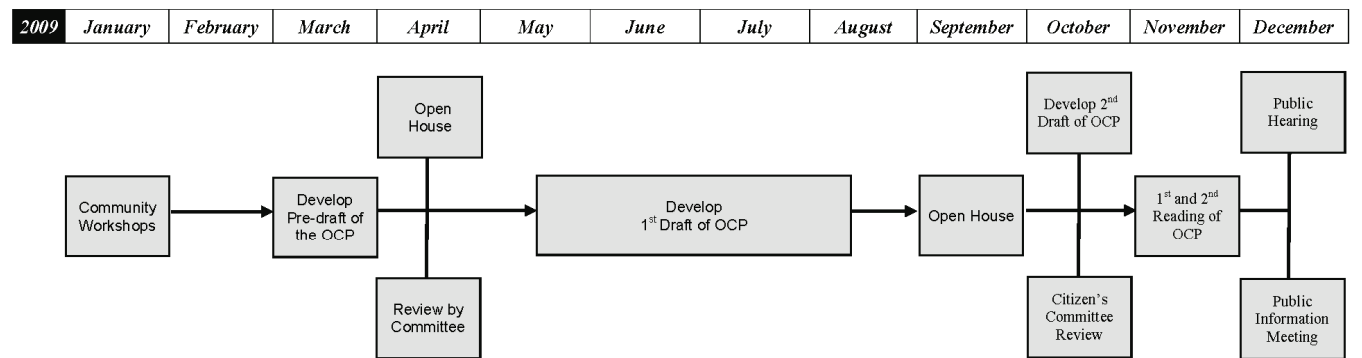 2009 January February March April May June July August September October November December
Open
House
Develop 2nd
Draft of OCP
Public
Hearing
Community
Workshops
Develop
Pre-draft of
the OCP
Develop
1st Draft of OCP
Open House
1st and 2nd
Reading of
OCP
Review by
Committee
Citizen's
Committee
Review
Public
Information
Meeting